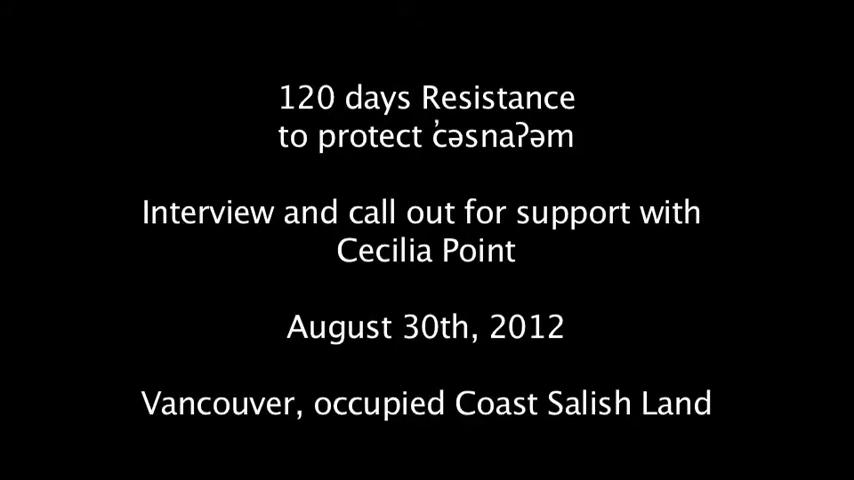 120 days Resistance
to protect c̓əsnaʔəm
Interview and call out for support with
Cecilia Point
August 30th, 2012
Vancouver, occupied Coast Salish Land